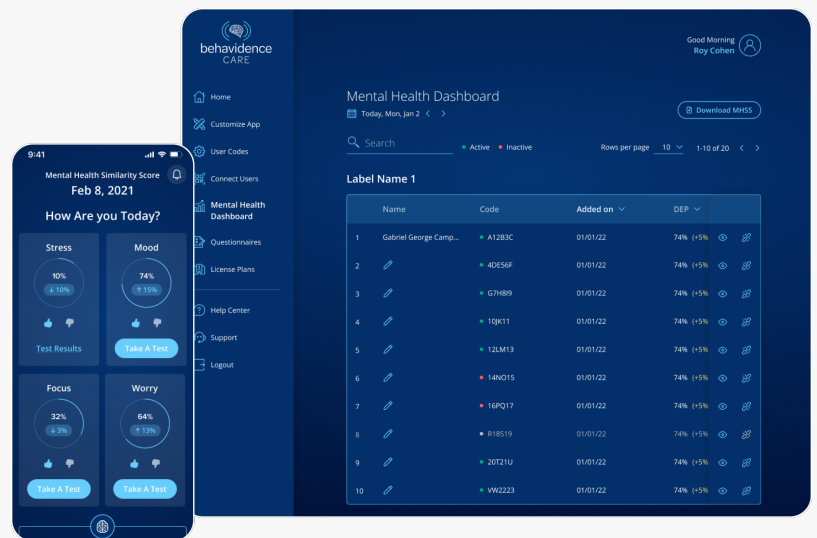 behavidence
CARE
Good Morning
Roy Cohen
Home
Customize App
User Codes
Connect Users
Mental Health
Dashboard
Questionnaires
License Plans
Help Center
Support
Logout
Mental Health Dashboard
Today, Mon, Jan 2 < >
Download MHSS
Search
Active Inactive
Rows per page 10
1-10 of 20 < >
Label Name 1
Name Code Added on DEP
1 Gabriel George Camp... A12B3C 01/01/22 74% (+5%
2 4DE56F 01/01/22 74% (+5%
3 G7H8I9 01/01/22 74% (+5%
4 10JK11 01/01/22 74% (+5%
5 12LM13 01/01/22 74% (+5%
6 14NO15 01/01/22 74% (+5%
7 16PQ17 01/01/22 74% (+5%
8 R18S19 01/01/22 74% (+5%
9 20T21U 01/01/22 74% (+5%
10 VW2223 01/01/22 74% (+5%
9:41
Mental Health Similarity Score
Feb 8, 2021
How Are you Today?
Stress
10%
↓ 10%
Test Results
Mood
74%
↑ 15%
Take A Test
Focus
32%
↓ 3%
Take A Test
Worry
64%
↑ 13%
Take A Test